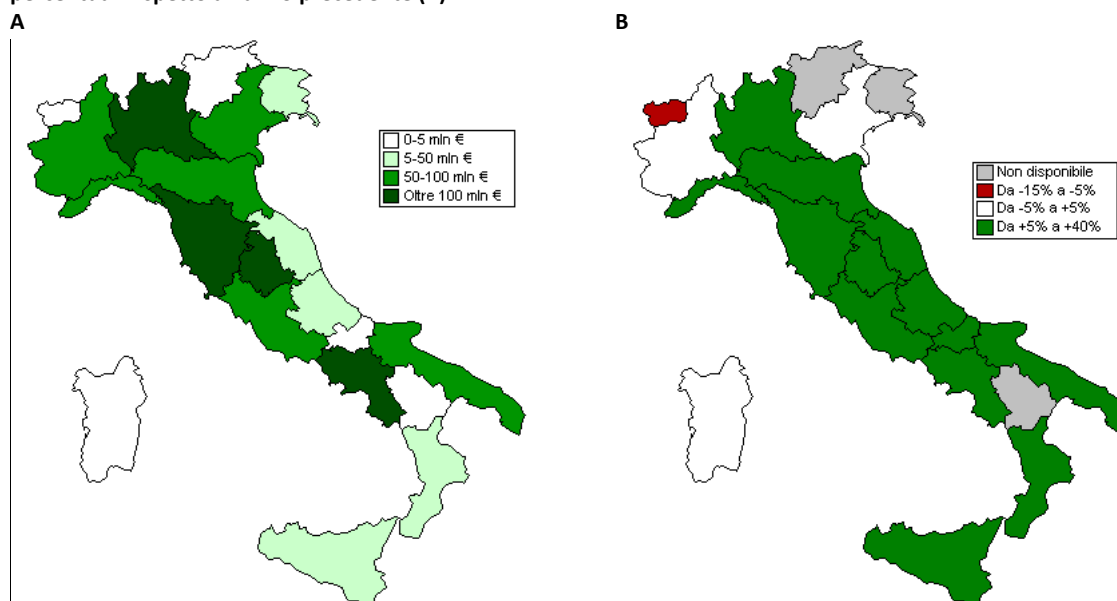 A
B
0-5 mln €
5-50 mln €
50-100 mln €
Oltre 100 mln €
Non disponibile
Da -15% a -5%
Da -5% a +5%
Da +5% a +40%